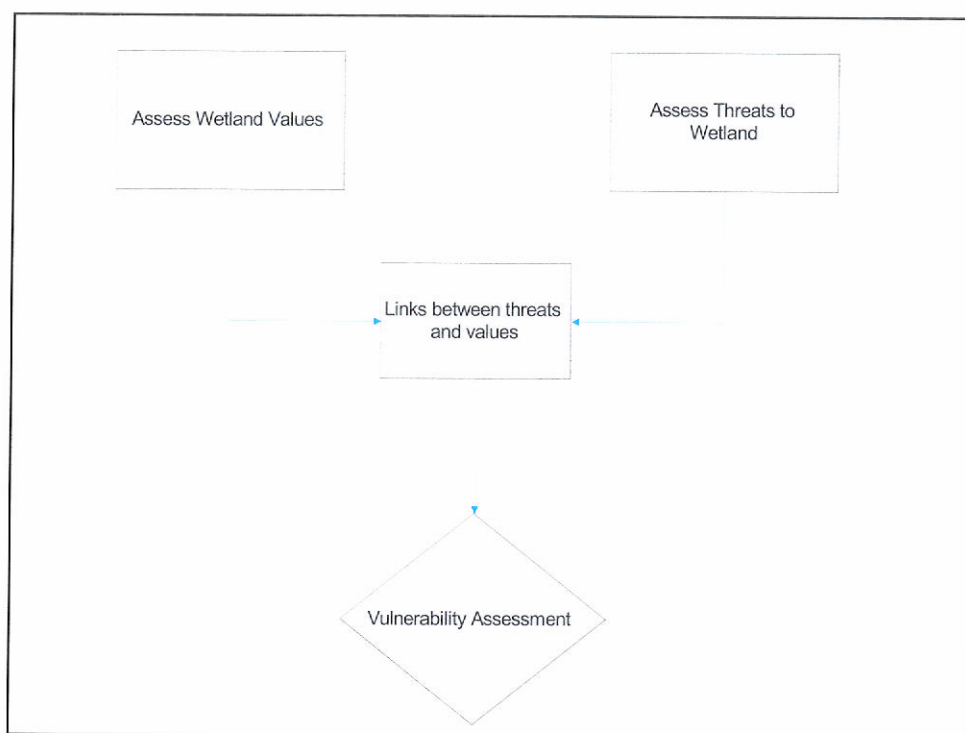 Assess Wetland Values
Assess Threats to
Wetland
Links between threats
and values
Vulnerability Assessment